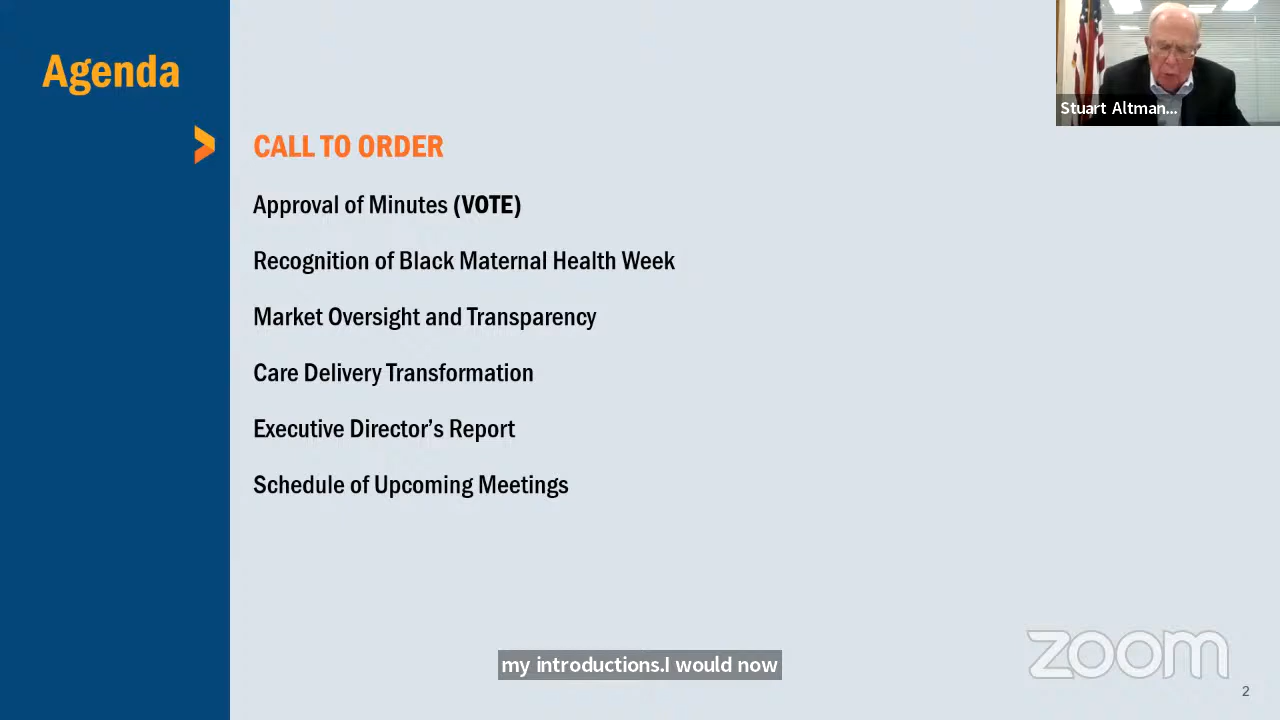 Agenda
Stuart Altman...
CALL TO ORDER
Approval of Minutes (VOTE)
Recognition of Black Maternal Health Week
Market Oversight and Transparency
Care Delivery Transformation
Executive Director’s Report
Schedule of Upcoming Meetings
my introductions.I would now
zoom
2